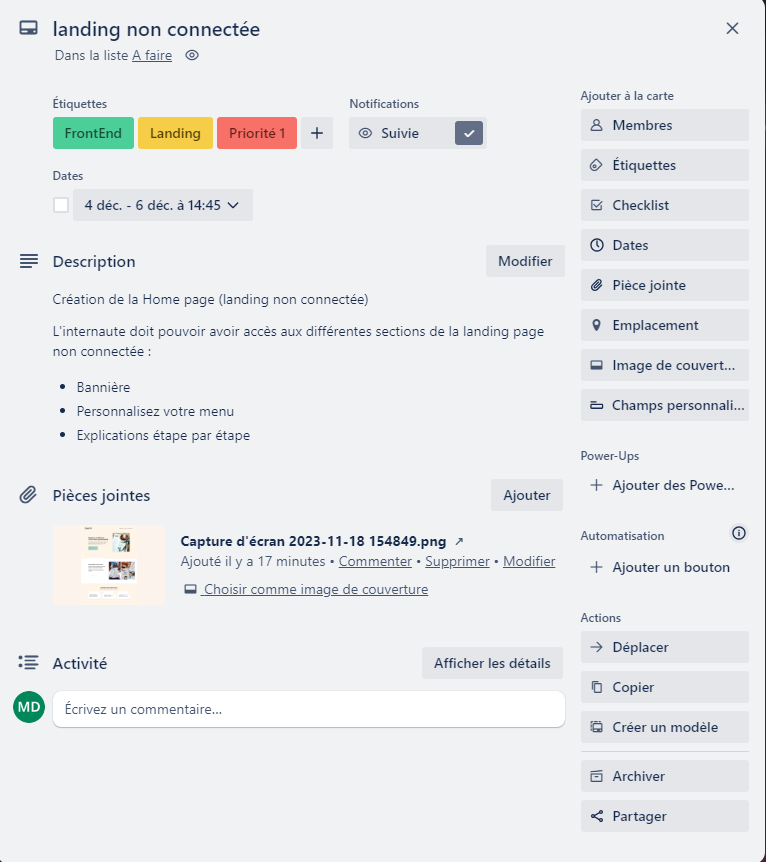 landing non connectée
Dans la liste A faire
Étiquettes
FrontEnd
Landing
Priorité 1
Notifications
Suivie
Dates
4 déc. - 6 déc. à 14:45
Description
Modifier
Création de la Home page (landing non connectée)
L'internaute doit pouvoir avoir accès aux différentes sections de la landing page
non connectée :
• Bannière
• Personnalisez votre menu
• Explications étape par étape
Pièces jointes
Ajouter
Capture d'écran 2023-11-18 154849.png ↗
Ajouté il y a 17 minutes • Commenter • Supprimer • Modifier
Choisir comme image de couverture
Activité
Afficher les détails
MD
Écrivez un commentaire…
Ajouter à la carte
Membres
Étiquettes
Checklist
Dates
Pièce jointe
Emplacement
Image de couvert…
Champs personnali…
Power-Ups
Ajouter des Powe…
Automatisation
Ajouter un bouton
Actions
Déplacer
Copier
Créer un modèle
Archiver
Partager